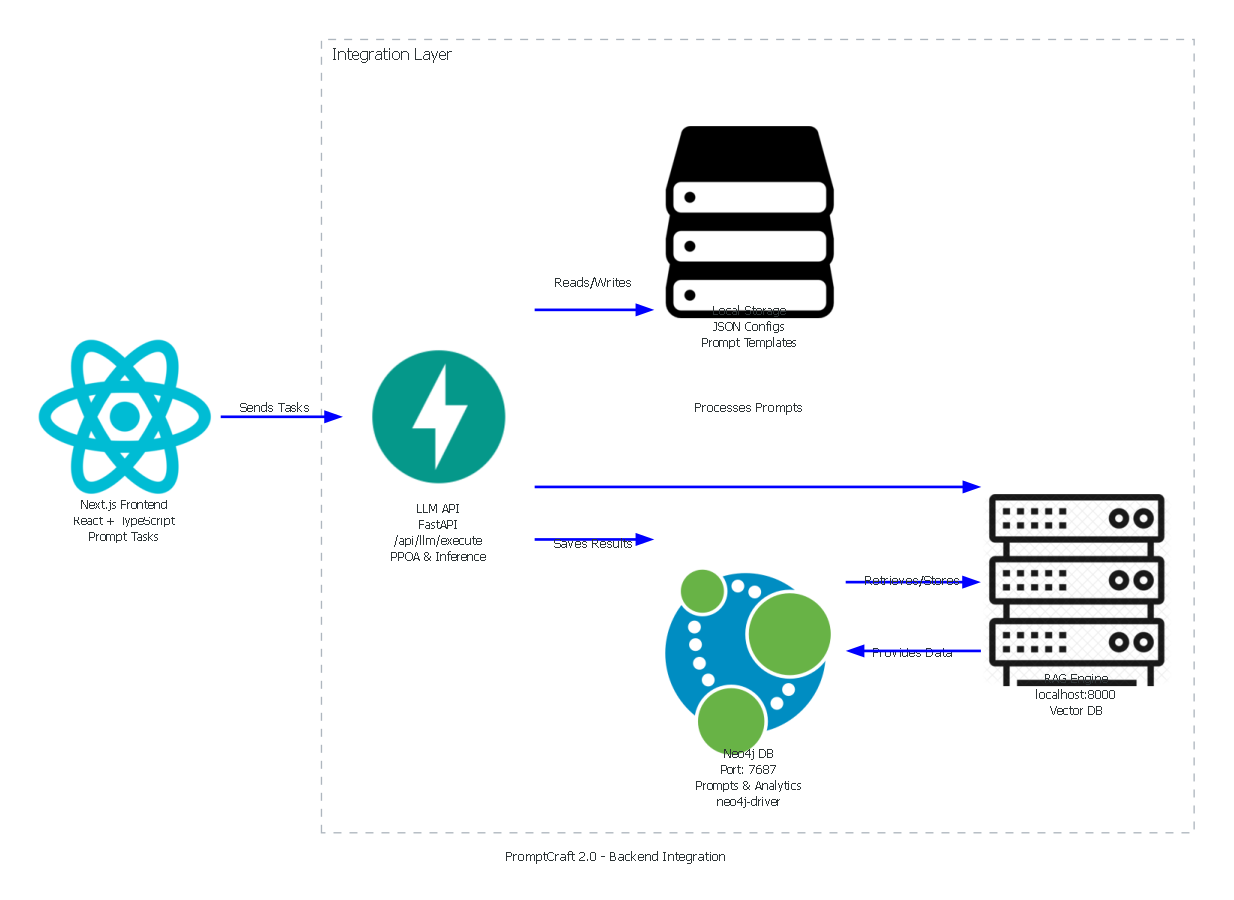 Integration Layer
Reads/Writes
Local Storage
JSON Configs
Prompt Templates
Sends Tasks
Processes Prompts
Next.js Frontend
React + TypeScript
Prompt Tasks
LLM API
FastAPI
/api/llm/execute
PPOA & Inference
Saves Results
Retrieves/Stores
Provides Data
RAG Engine
localhost:8000
Vector DB
Neo4j DB
Port: 7687
Prompts & Analytics
neo4j-driver
PromptCraft 2.0 - Backend Integration